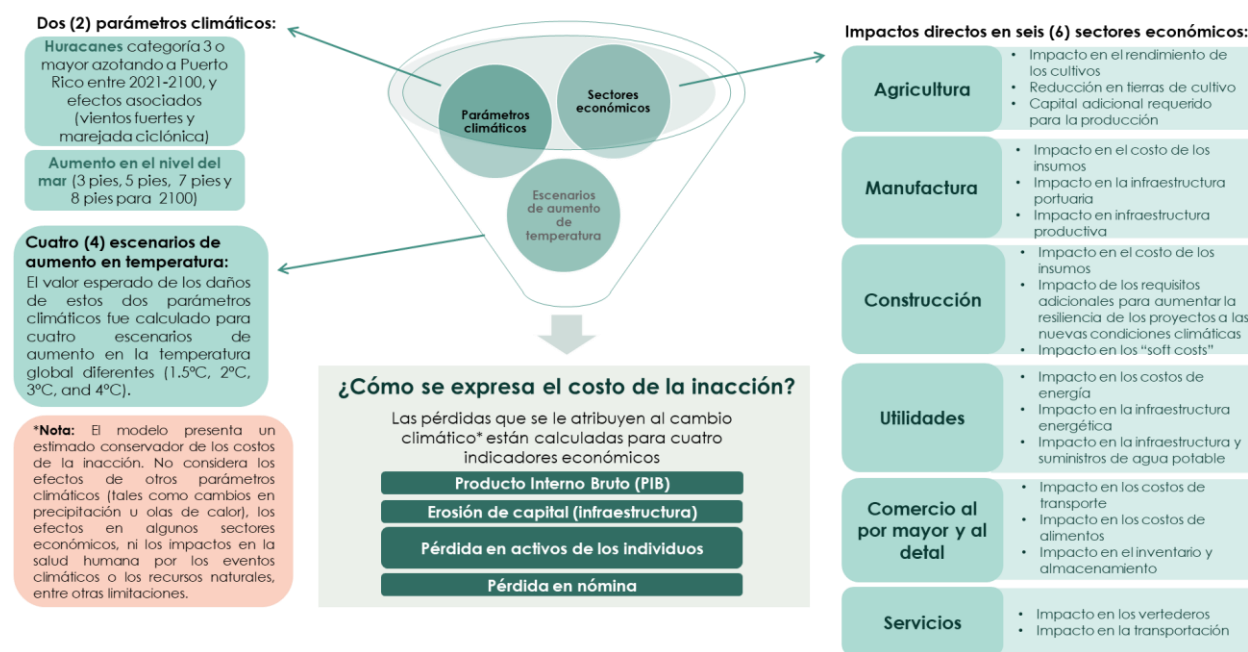 Dos (2) parámetros climáticos:
Huracanes categoría 3 o
mayor azotando a Puerto
Rico entre 2021-2100, y
efectos asociados
(vientos fuertes y
marejada ciclónica)
Aumento en el nivel del
mar (3 pies, 5 pies, 7 pies y
8 pies para 2100)
Cuatro (4) escenarios de
aumento en temperatura:
El valor esperado de los daños
de estos dos parámetros
climáticos fue calculado para
cuatro escenarios de
aumento en la temperatura
global diferentes (1.5ºC, 2ºC,
3ºC, and 4ºC).
*Nota: El modelo presenta un
estimado conservador de los costos
de la inacción. No considera los
efectos de otros parámetros
climáticos (tales como cambios en
precipitación u olas de calor), los
efectos en algunos sectores
económicos, ni los impactos en la
salud humana por los eventos
climáticos o los recursos naturales,
entre otras limitaciones.
Parámetros
climáticos
Sectores
económicos
Escenarios
de aumento
de
temperatura
¿Cómo se expresa el costo de la inacción?
Las pérdidas que se le atribuyen al cambio
climático* están calculadas para cuatro
indicadores económicos
Producto Interno Bruto (PIB)
Erosión de capital (infraestructura)
Pérdida en activos de los individuos
Pérdida en nómina
Impactos directos en seis (6) sectores económicos:
Agricultura
• Impacto en el rendimiento de
los cultivos
• Reducción en tierras de cultivo
• Capital adicional requerido
para la producción
Manufactura
• Impacto en el costo de los
insumos
• Impacto en la infraestructura
portuaria
• Impacto en infraestructura
productiva
Construcción
• Impacto en el costo de los
insumos
• Impacto de los requisitos
adicionales para aumentar la
resiliencia de los proyectos a las
nuevas condiciones climáticas
• Impacto en los “soft costs”
Utilidades
• Impacto en los costos de
energía
• Impacto en la infraestructura
energética
• Impacto en la infraestructura y
suministros de agua potable
Comercio al
por mayor y al
detal
• Impacto en los costos de
transporte
• Impacto en los costos de
alimentos
• Impacto en el inventario y
almacenamiento
Servicios
• Impacto en los vertederos
• Impacto en la transportación